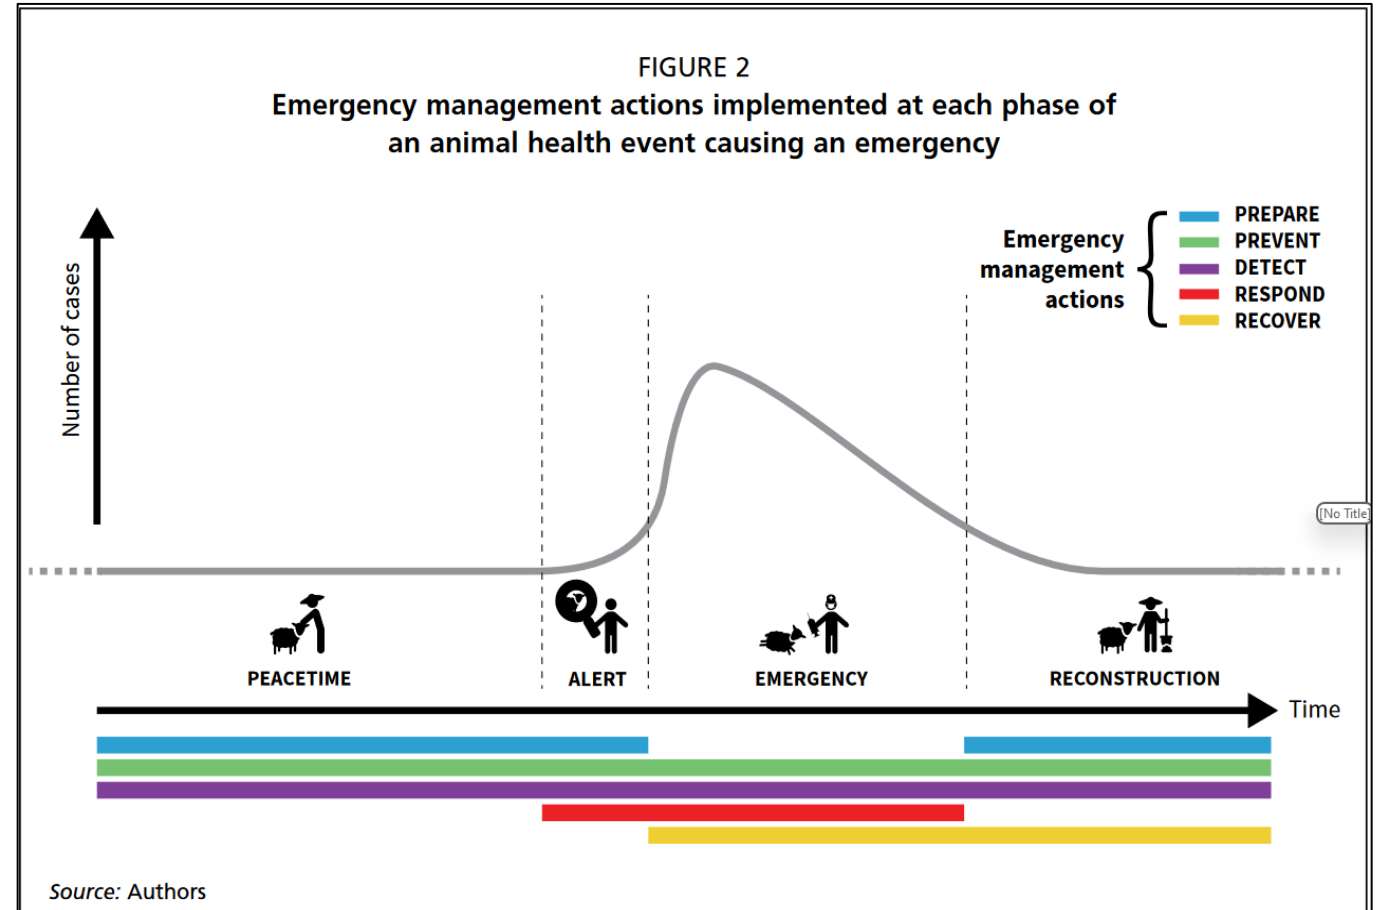 FIGURE 2
Emergency management actions implemented at each phase of
an animal health event causing an emergency
Number of cases
Emergency
management
actions
PREPARE
PREVENT
DETECT
RESPOND
RECOVER
[No Title]
PEACETIME
ALERT
EMERGENCY
RECONSTRUCTION
Time
Source: Authors